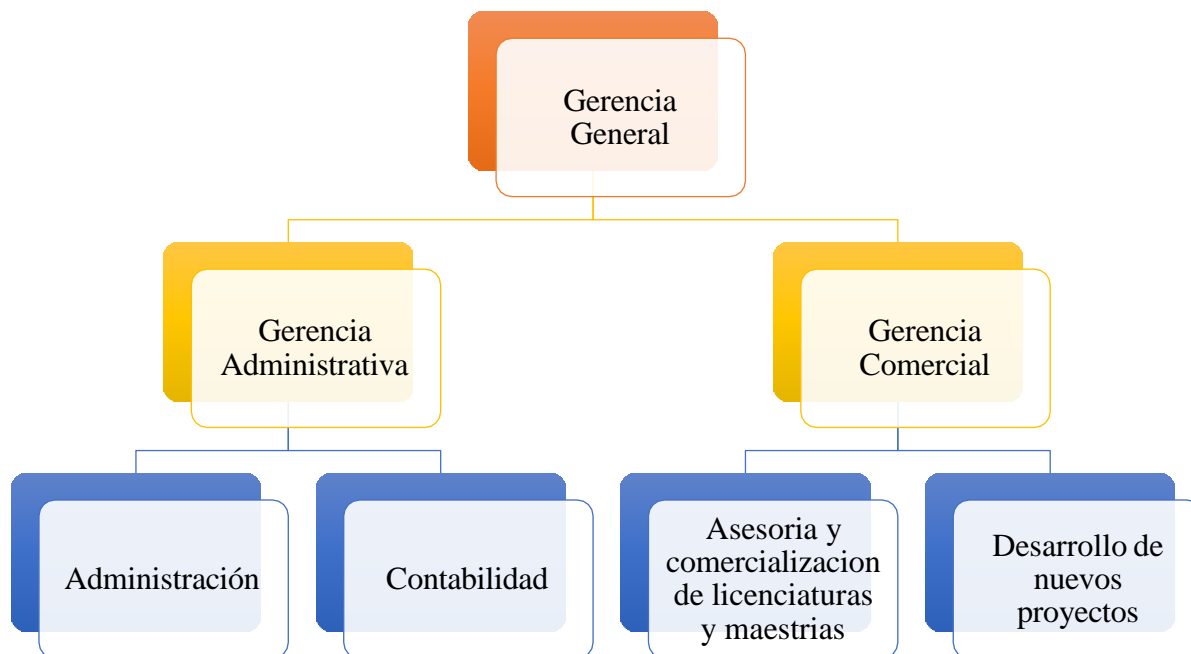 Gerencia
General
Gerencia
Administrativa
Gerencia
Comercial
Administración
Contabilidad
Asesoria y
comercializacion
de licenciaturas
y maestrias
Desarrollo de
nuevos
proyectos